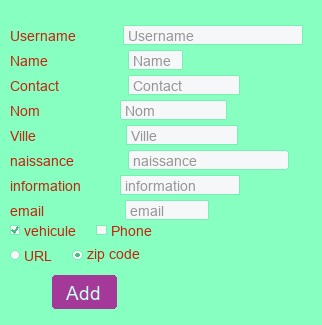 Username Username
Name Name
Contact Contact
Nom Nom
Ville Ville
naissance naissance
information information
email email
vehicule Phone
URL zip code
Add